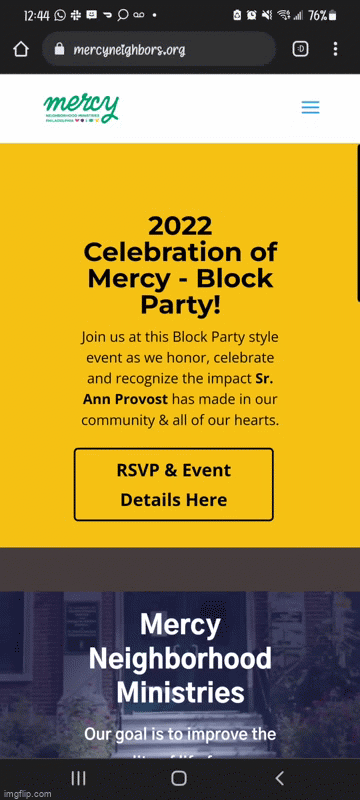 12:44 76%
mercyneighbors.org :D
mercy
NEIGHBORHOOD MINISTRIES
PHILADELPHIA
2022
Celebration of
Mercy - Block
Party!
Join us at this Block Party style
event as we honor, celebrate
and recognize the impact Sr.
Ann Provost has made in our
community & all of our hearts.
RSVP & Event
Details Here
Mercy
Neighborhood
Ministries
Our goal is to improve the
imgflip.com